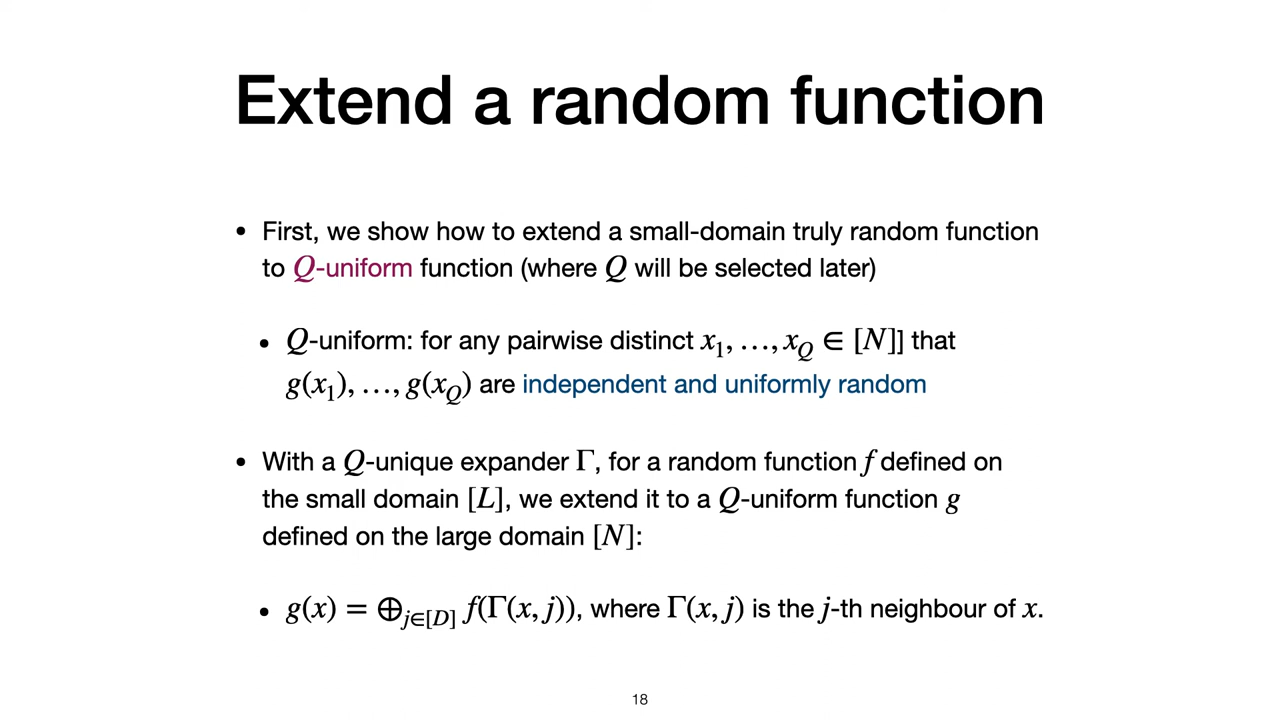 Extend a random function
• First, we show how to extend a small-domain truly random function
to Q-uniform function (where Q will be selected later)
• Q-uniform: for any pairwise distinct x₁, …, x_Q ∈ [N]] that
g(x₁), …, g(x_Q) are independent and uniformly random
• With a Q-unique expander Γ, for a random function f defined on
the small domain [L], we extend it to a Q-uniform function g
defined on the large domain [N]:
• g(x) = ⊕_{j∈[D]} f(Γ(x, j)), where Γ(x, j) is the j-th neighbour of x.
18